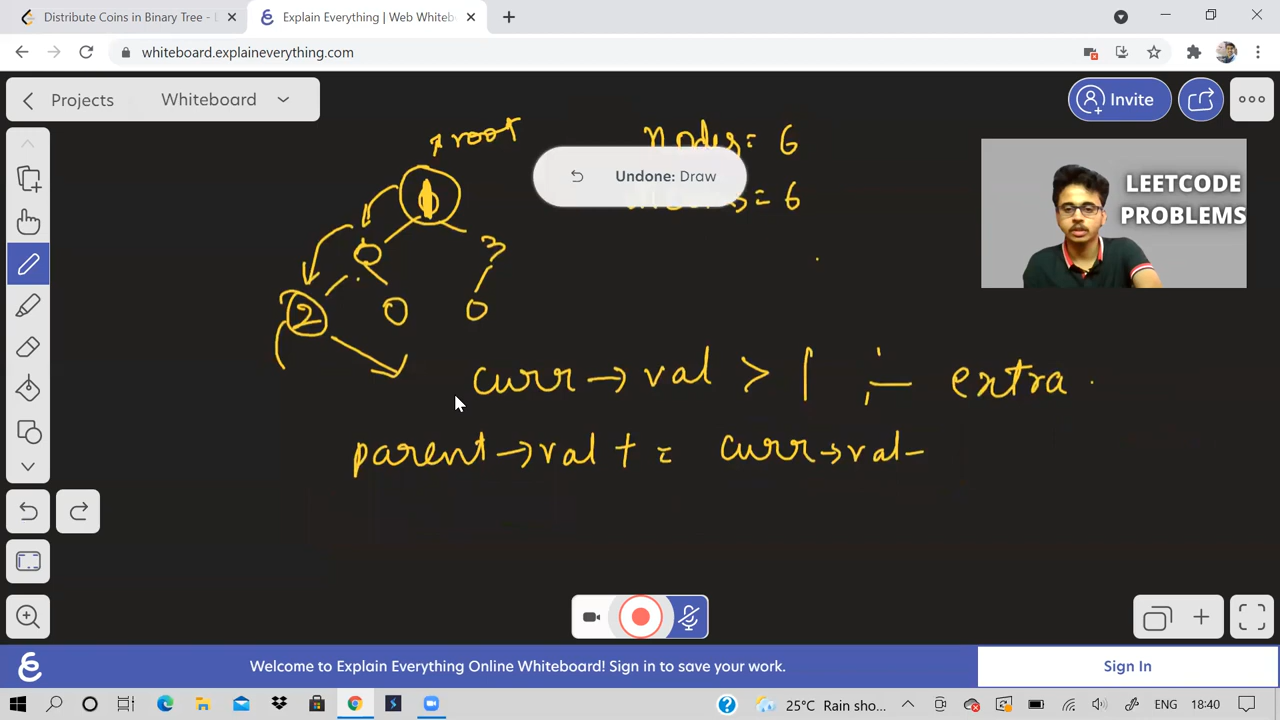 Distribute Coins in Binary Tree - L
Explain Everything | Web Whiteb
whiteboard.explaineverything.com
Projects
Whiteboard
Invite
root
nodes = 6
= 6
Undone: Draw
LEETCODE
PROBLEMS
0 3
2 0 0
curr → val > 1 extra
parent → val + = curr → val -
Welcome to Explain Everything Online Whiteboard! Sign in to save your work.
Sign In
25°C Rain sho...
ENG
18:40